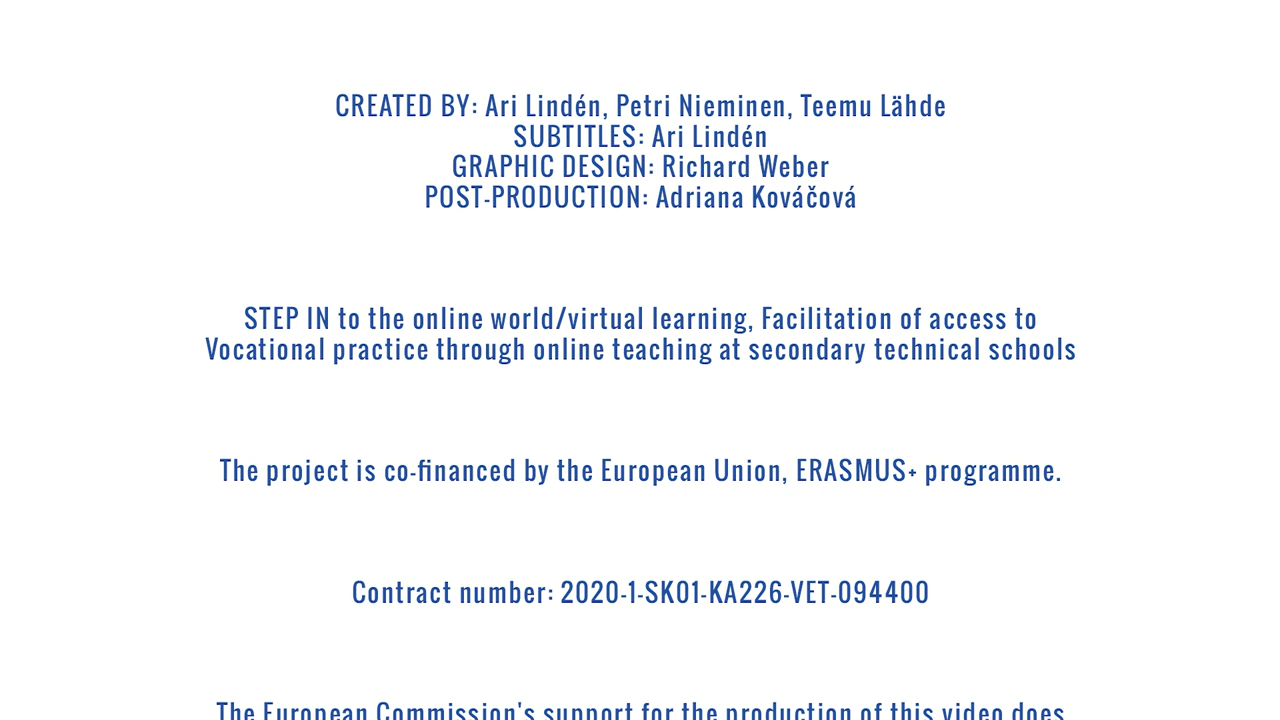 CREATED BY: Ari Lindén, Petri Nieminen, Teemu Lähde
SUBTITLES: Ari Lindén
GRAPHIC DESIGN: Richard Weber
POST-PRODUCTION: Adriana Kováčová
STEP IN to the online world/virtual learning, Facilitation of access to
Vocational practice through online teaching at secondary technical schools
The project is co-financed by the European Union, ERASMUS+ programme.
Contract number: 2020-1-SK01-KA226-VET-094400
The European Commission's support for the production of this video does